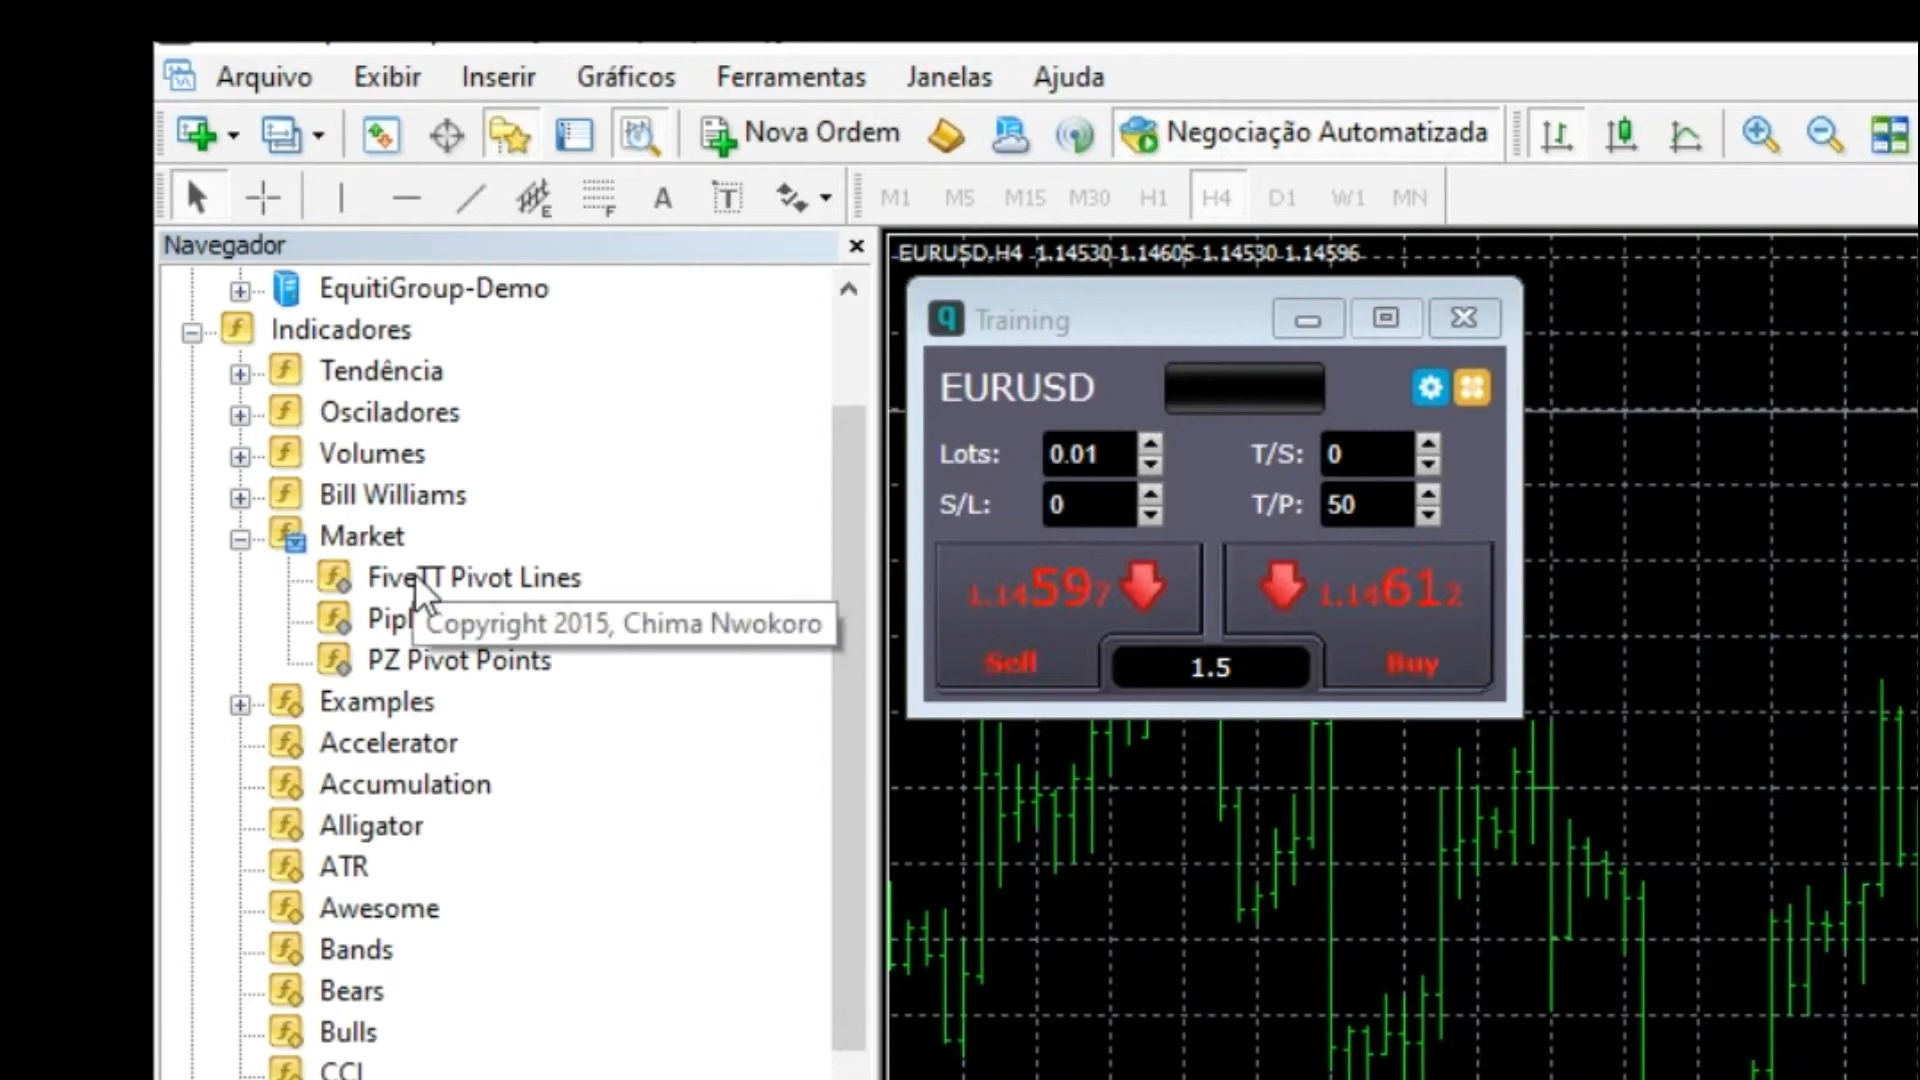 Arquivo Exibir Inserir Gráficos Ferramentas Janelas Ajuda
Nova Ordem Negociação Automatizada
E F A T M1 M5 M15 M30 H1 H4 D1 W1 MN
Navegador
EquitiGroup-Demo
Indicadores
Tendência
Osciladores
Volumes
Bill Williams
Market
FiveTT Pivot Lines
Copyright 2015, Chima Nwokoro
PZ Pivot Points
Examples
Accelerator
Accumulation
Alligator
ATR
Awesome
Bands
Bears
Bulls
CCI
EURUSD,H4 1.14530 1.14605 1.14530 1.14596
Training
EURUSD
Lots: 0.01 T/S: 0
S/L: 0 T/P: 50
1.14597 1.14612
Sell 1.5 Buy